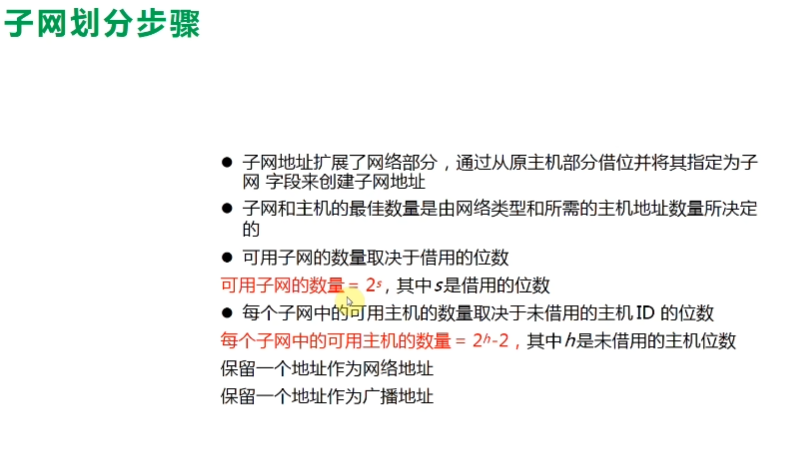 子网划分步骤
● 子网地址扩展了网络部分，通过从原主机部分借位并将其指定为子
网 字段来创建子网地址
● 子网和主机的最佳数量是由网络类型和所需的主机地址数量所决定
的
● 可用子网的数量取决于借用的位数
可用子网的数量 = 2ˢ，其中s是借用的位数
● 每个子网中的可用主机的数量取决于未借用的主机 ID 的位数
每个子网中的可用主机的数量 = 2ʰ-2，其中h是未借用的主机位数
保留一个地址作为网络地址
保留一个地址作为广播地址